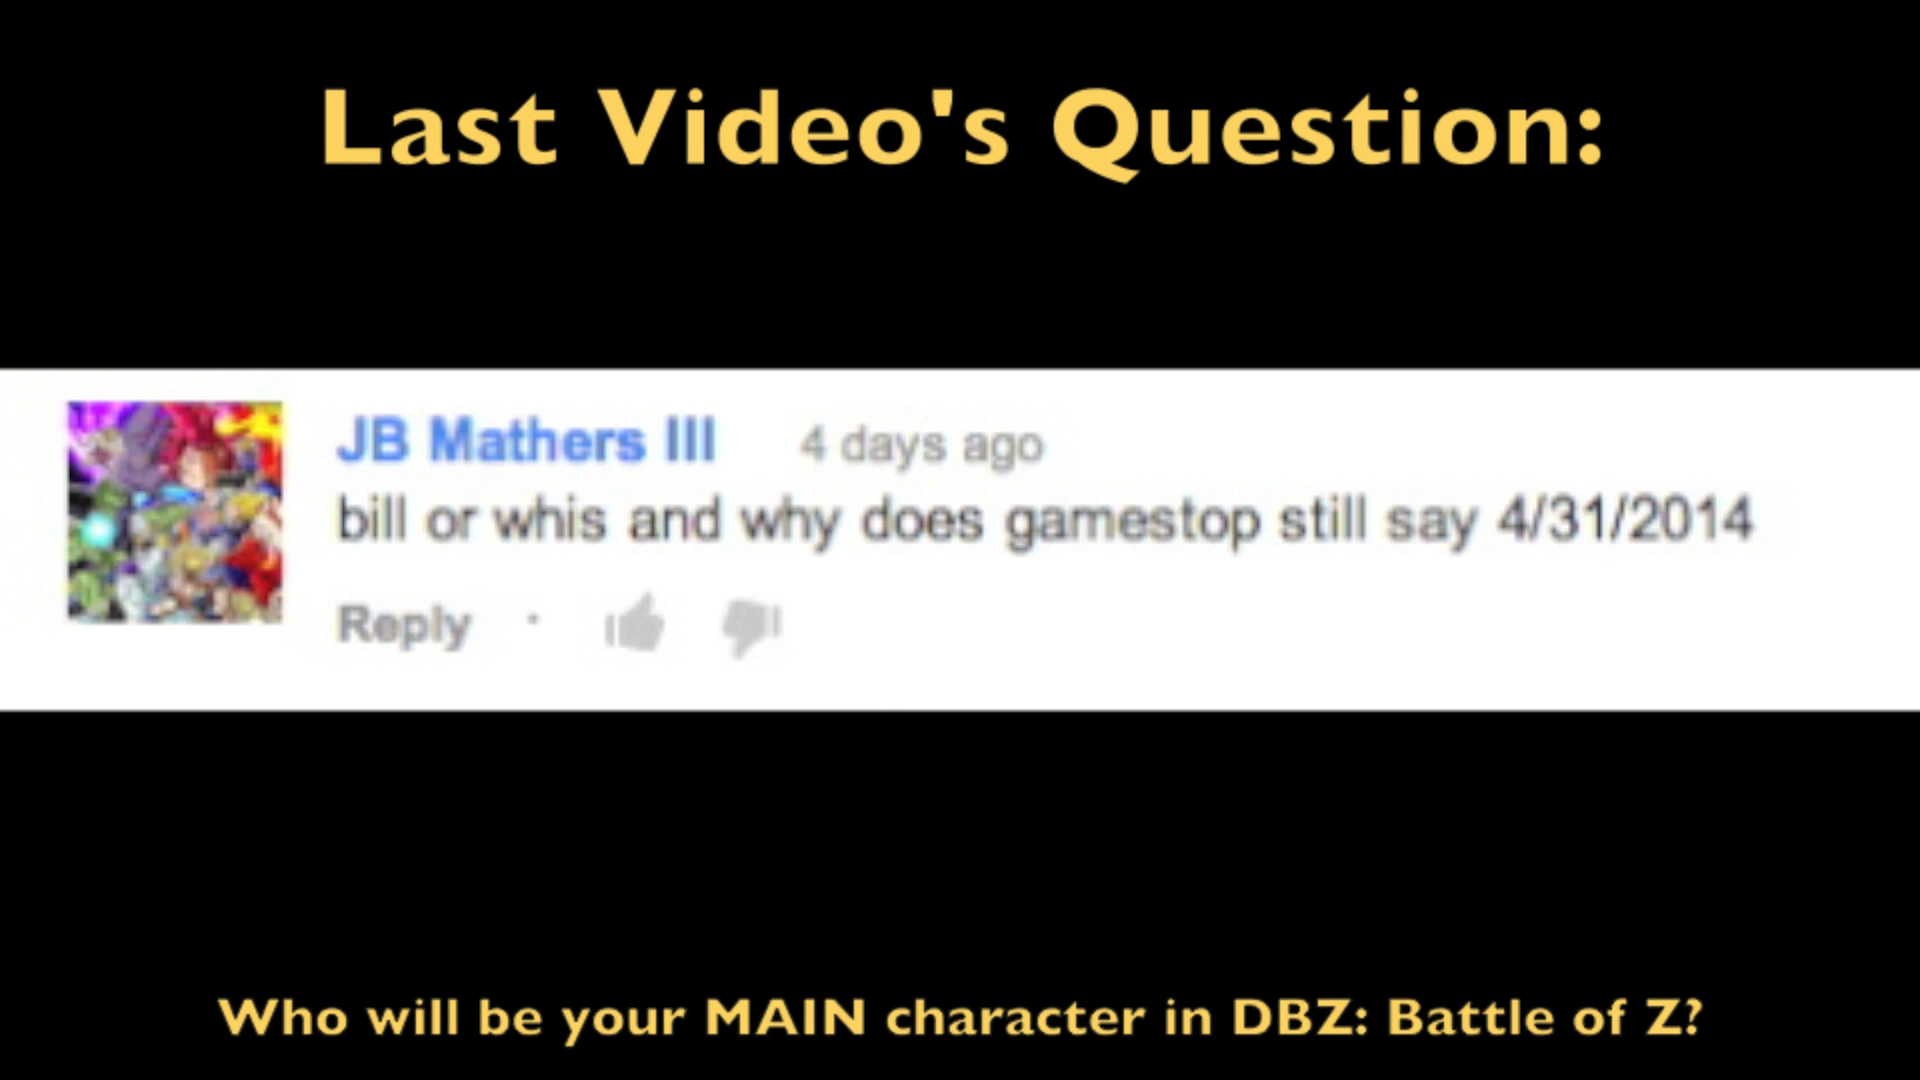 Last Video's Question:
JB Mathers III 4 days ago
bill or whis and why does gamestop still say 4/31/2014
Reply ·
Who will be your MAIN character in DBZ: Battle of Z?